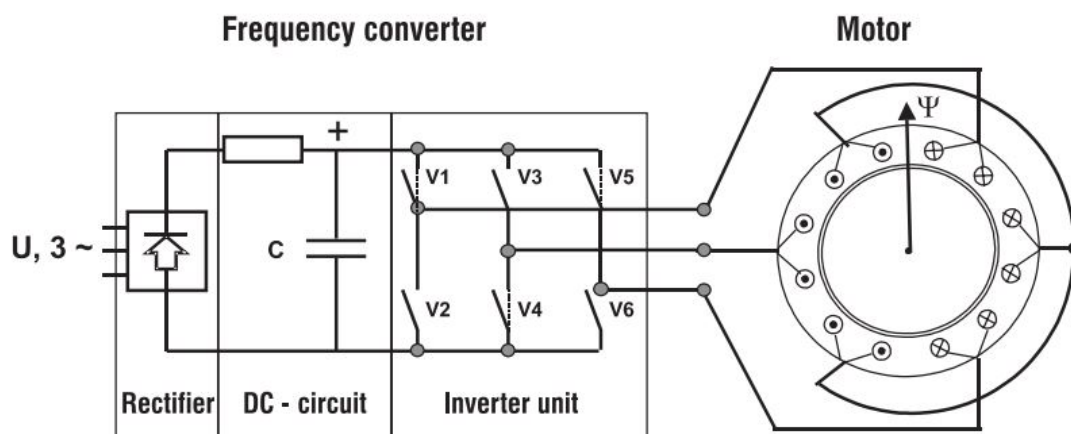 Frequency converter
Motor
Ψ
+
V1
V3
V5
U, 3 ~
C
V2
V4
V6
Rectifier
DC - circuit
Inverter unit